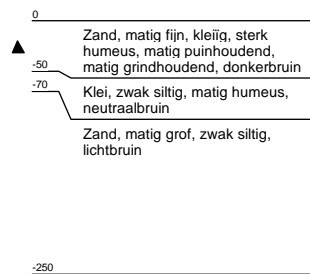 0
Zand, matig fijn, kleiïg, sterk
humeus, matig puinhoudend,
matig grindhoudend, donkerbruin
-50
-70
Klei, zwak siltig, matig humeus,
neutraalbruin
Zand, matig grof, zwak siltig,
lichtbruin
-250